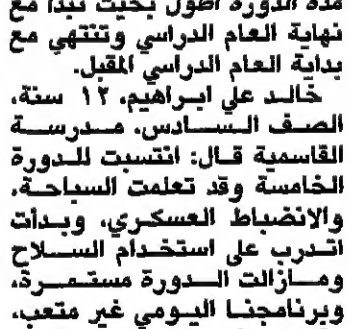 مدة الدورة أطول بحيث تبدأ مع
نهاية العام الدراسي وتنتهي مع
بداية العام الدراسي المقبل.
خالد علي ابراهيم، ١٢ سنة،
الصف السادس، مدرسة
القاسمية قال: انتسبت للدورة
الخامسة وقد تعلمت السباحة،
والانضباط العسكري، وبدأت
اتدرب على استخدام السلاح
ومازالت الدورة مستمرة،
وبرنامجنا اليومي غير متعب،